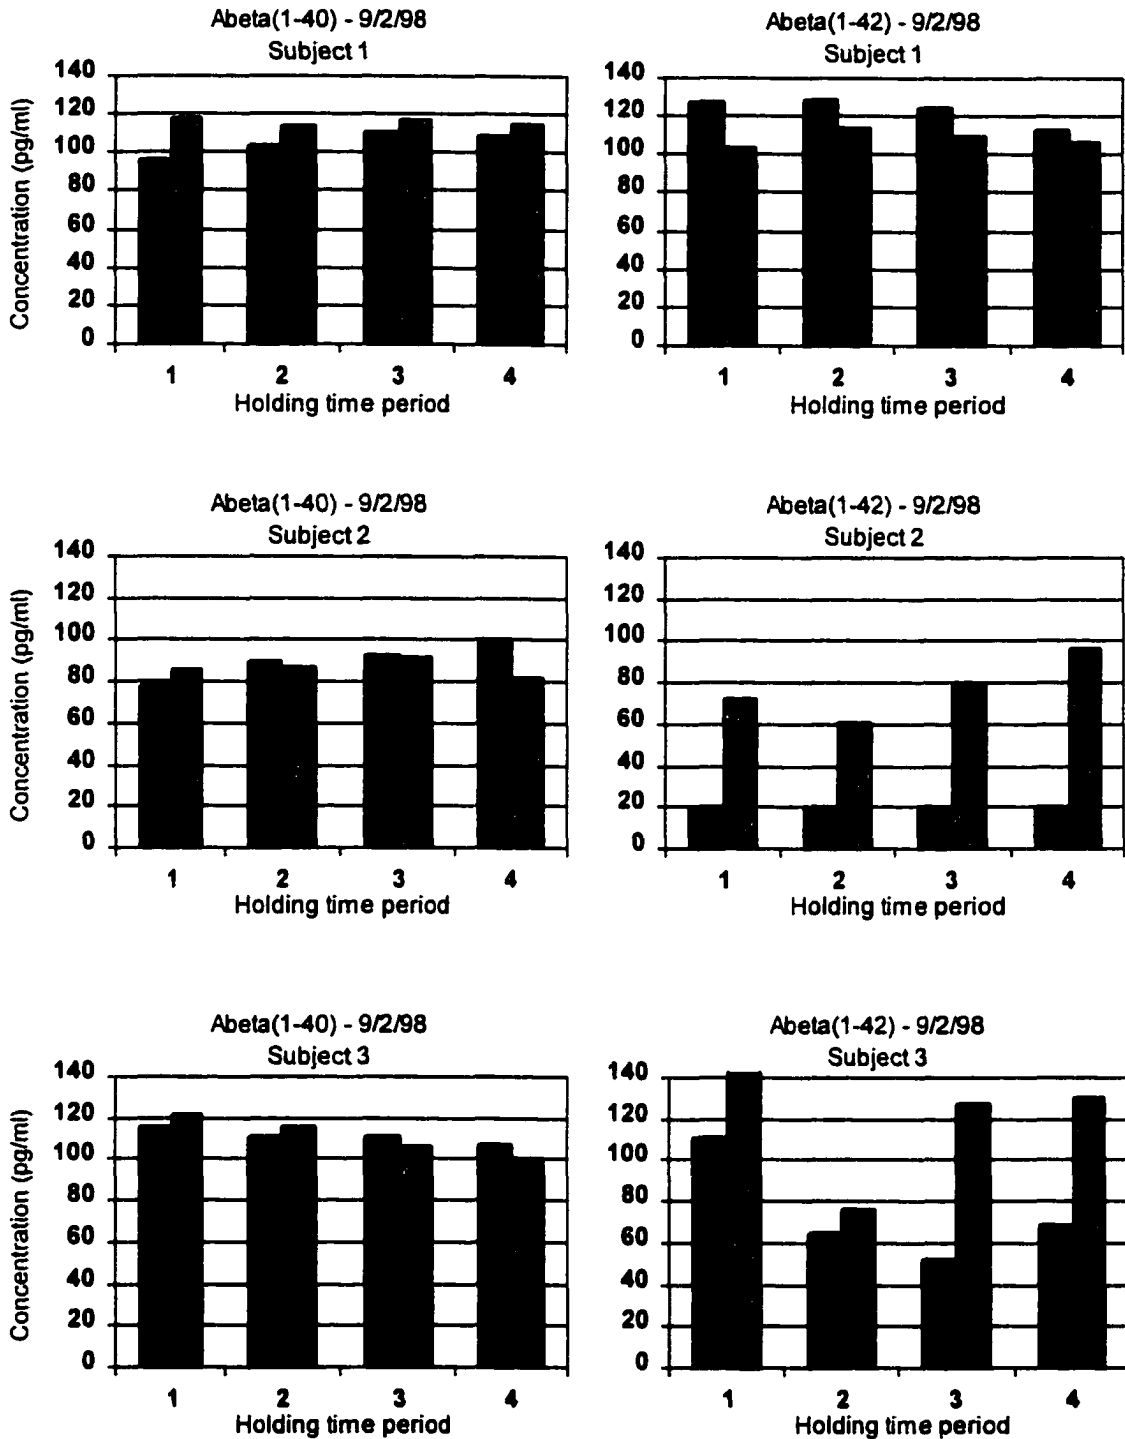 Abeta(1-40) - 9/2/98
Subject 1
Concentration (pg/ml)
140
120
100
80
60
40
20
0
1 2 3 4
Holding time period
Abeta(1-42) - 9/2/98
Subject 1
140
120
100
80
60
40
20
0
1 2 3 4
Holding time period
Abeta(1-40) - 9/2/98
Subject 2
Concentration (pg/ml)
140
120
100
80
60
40
20
0
1 2 3 4
Holding time period
Abeta(1-42) - 9/2/98
Subject 2
140
120
100
80
60
40
20
0
1 2 3 4
Holding time period
Abeta(1-40) - 9/2/98
Subject 3
Concentration (pg/ml)
140
120
100
80
60
40
20
0
1 2 3 4
Holding time period
Abeta(1-42) - 9/2/98
Subject 3
140
120
100
80
60
40
20
0
1 2 3 4
Holding time period